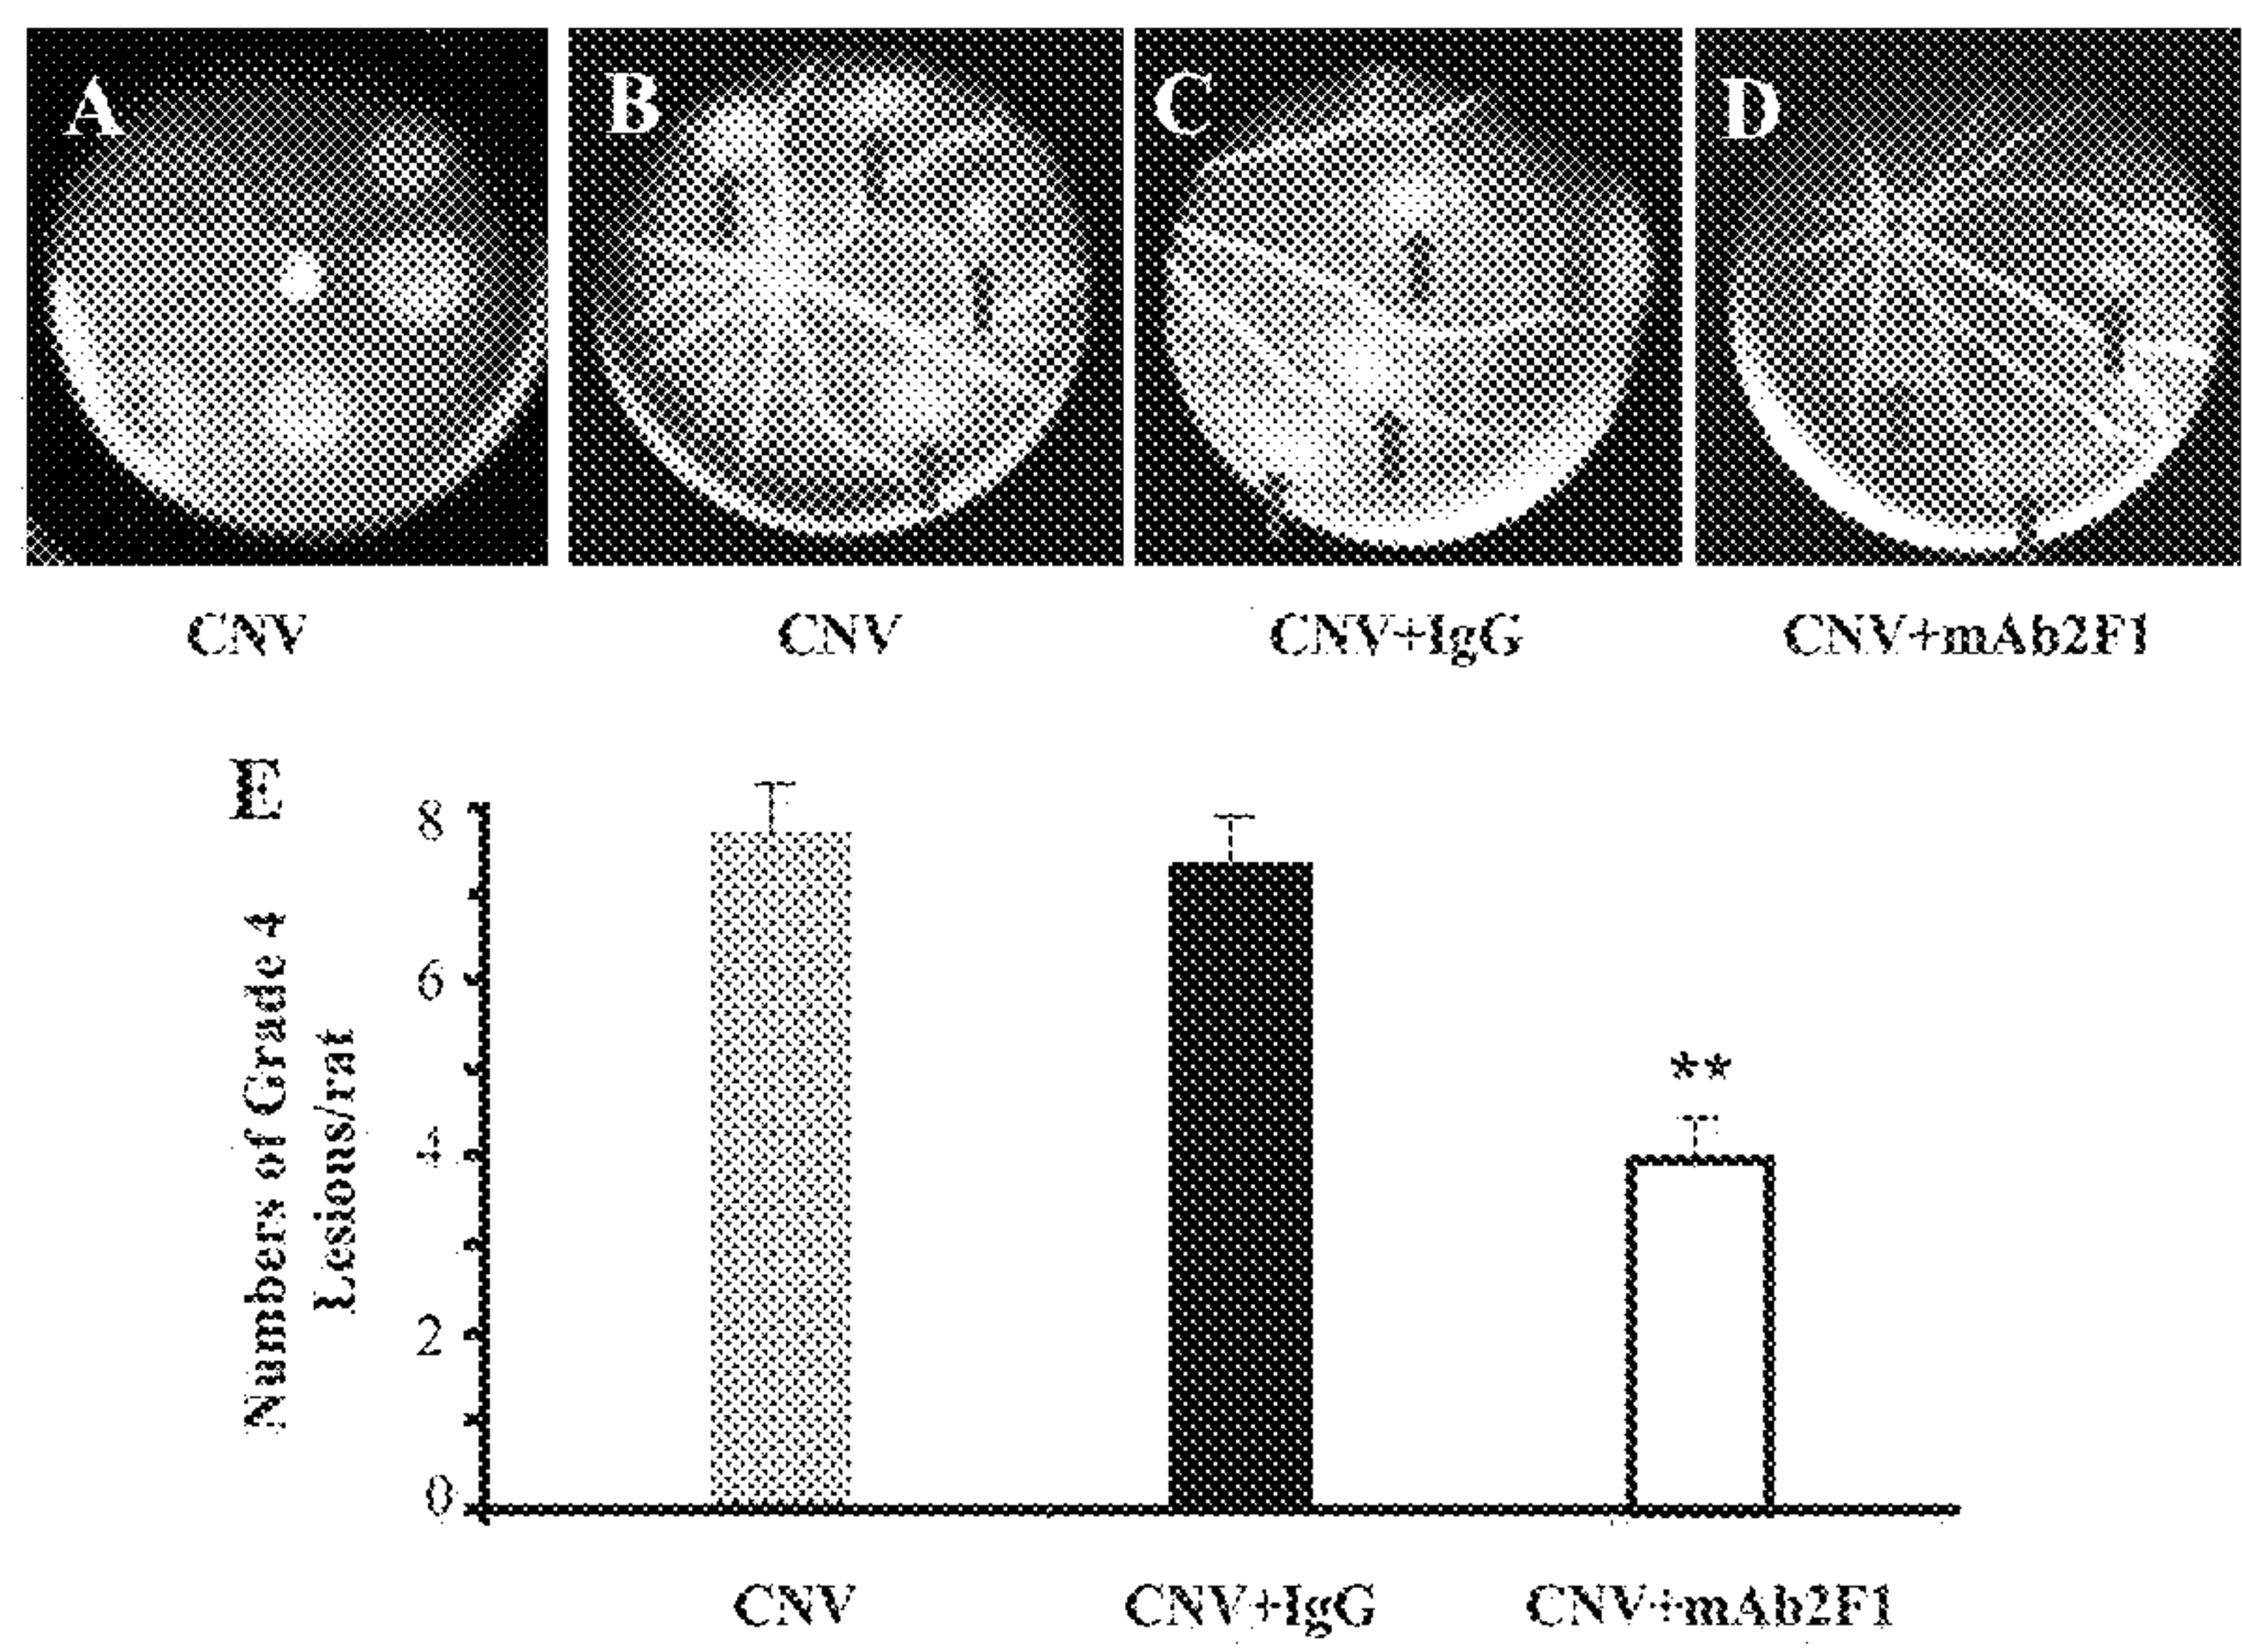 A B C D
CNV CNV CNV+IgG CNV+mAb2F1
E
Numbers of Grade 4
Lesions/rat
8
6
4
2
0
**
CNV CNV+IgG CNV+mAb2F1